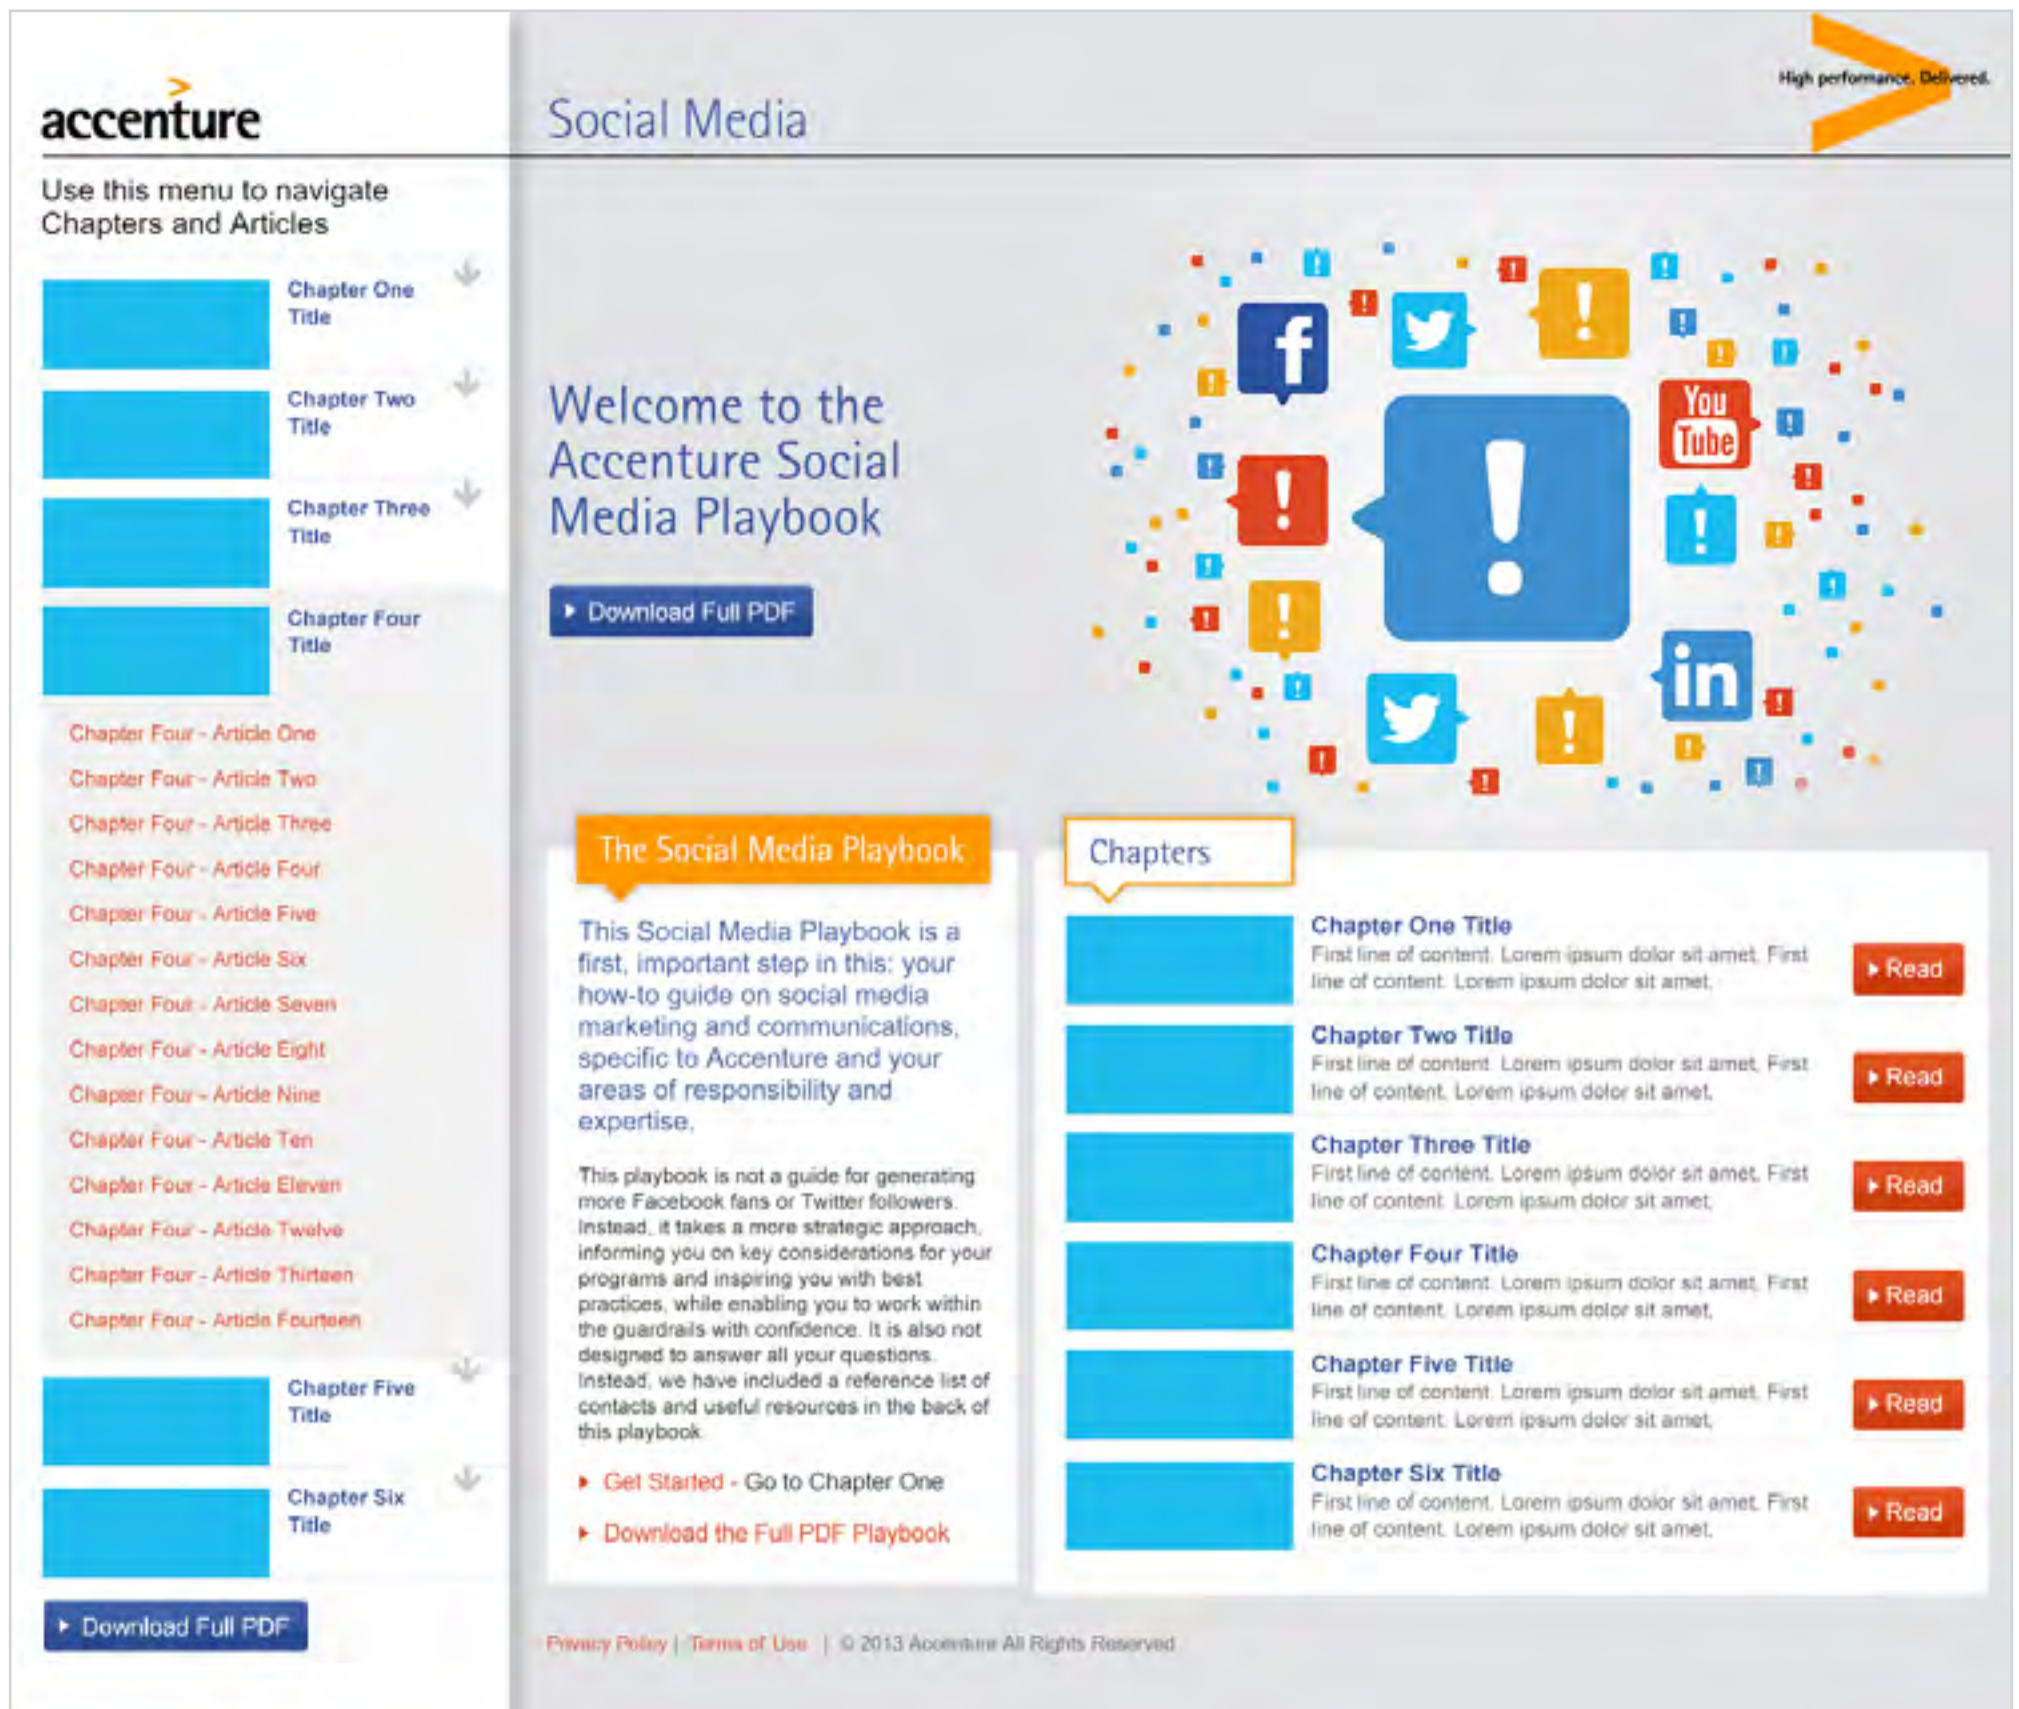 accenture
Social Media
High performance. Delivered.
Use this menu to navigate
Chapters and Articles
Chapter One
Title
Chapter Two
Title
Chapter Three
Title
Chapter Four
Title
Chapter Four - Article One
Chapter Four - Article Two
Chapter Four - Article Three
Chapter Four - Article Four
Chapter Four - Article Five
Chapter Four - Article Six
Chapter Four - Article Seven
Chapter Four - Article Eight
Chapter Four - Article Nine
Chapter Four - Article Ten
Chapter Four - Article Eleven
Chapter Four - Article Twelve
Chapter Four - Article Thirteen
Chapter Four - Article Fourteen
Chapter Five
Title
Chapter Six
Title
Download Full PDF
Welcome to the
Accenture Social
Media Playbook
Download Full PDF
f
!
You
Tube
!
!
!
!
in
!
The Social Media Playbook
This Social Media Playbook is a
first, important step in this: your
how-to guide on social media
marketing and communications,
specific to Accenture and your
areas of responsibility and
expertise.
This playbook is not a guide for generating
more Facebook fans or Twitter followers.
Instead, it takes a more strategic approach,
informing you on key considerations for your
programs and inspiring you with best
practices, while enabling you to work within
the guardrails with confidence. It is also not
designed to answer all your questions.
Instead, we have included a reference list of
contacts and useful resources in the back of
this playbook.
Get Started - Go to Chapter One
Download the Full PDF Playbook
Chapters
Chapter One Title
First line of content. Lorem ipsum dolor sit amet, First
line of content. Lorem ipsum dolor sit amet,
Read
Chapter Two Title
First line of content. Lorem ipsum dolor sit amet, First
line of content. Lorem ipsum dolor sit amet,
Read
Chapter Three Title
First line of content. Lorem ipsum dolor sit amet, First
line of content. Lorem ipsum dolor sit amet,
Read
Chapter Four Title
First line of content. Lorem ipsum dolor sit amet, First
line of content. Lorem ipsum dolor sit amet,
Read
Chapter Five Title
First line of content. Lorem ipsum dolor sit amet, First
line of content. Lorem ipsum dolor sit amet,
Read
Chapter Six Title
First line of content. Lorem ipsum dolor sit amet, First
line of content. Lorem ipsum dolor sit amet,
Read
Privacy Policy | Terms of Use | © 2013 Accenture All Rights Reserved